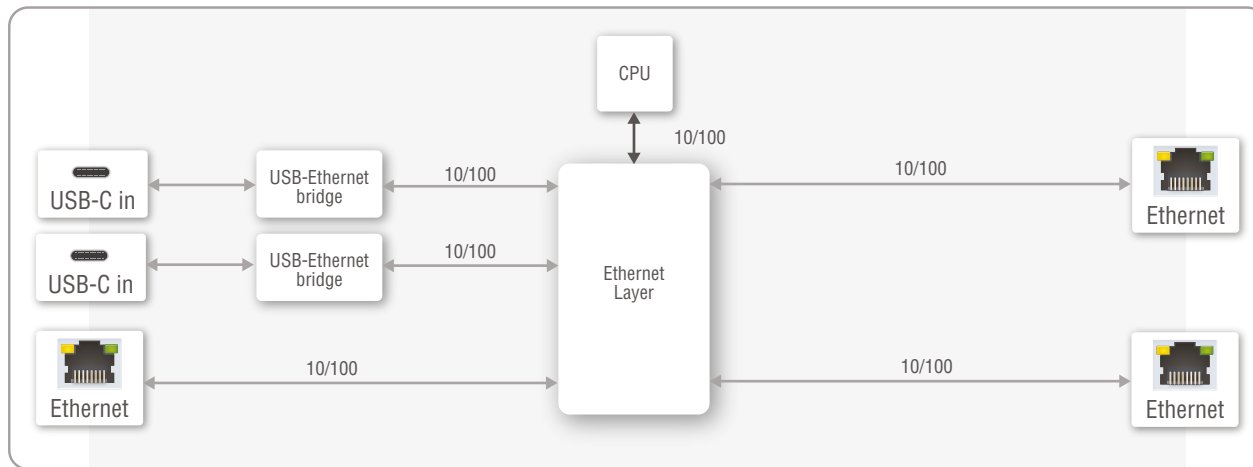 CPU
10/100
USB-C in
USB-Ethernet
bridge
10/100
10/100
Ethernet
USB-C in
USB-Ethernet
bridge
10/100
Ethernet
Layer
Ethernet
10/100
10/100
Ethernet